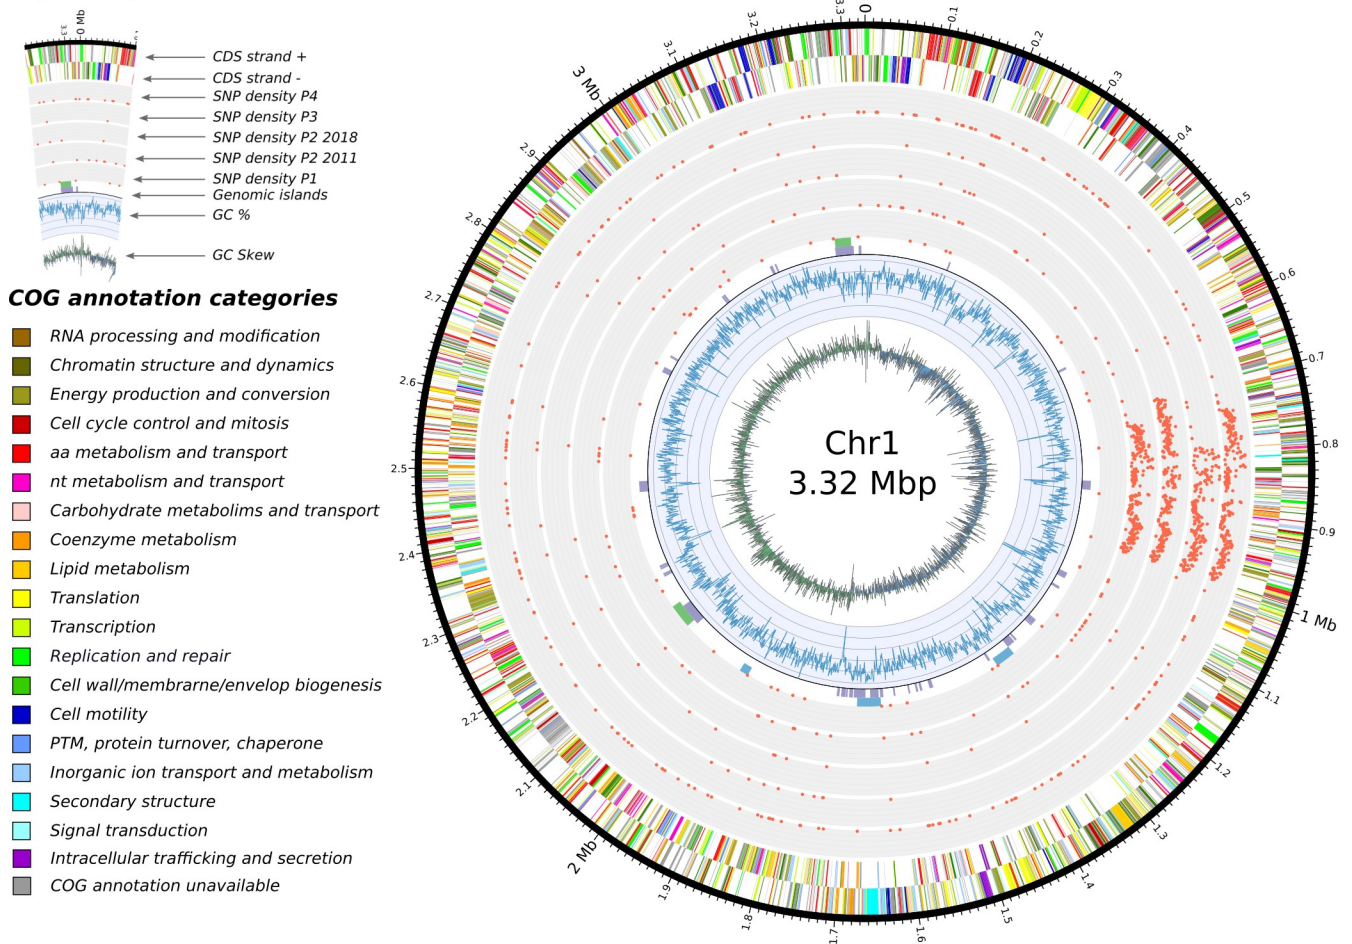 3.3
0 Mb
0.1
CDS strand +
CDS strand -
SNP density P4
SNP density P3
SNP density P2 2018
SNP density P2 2011
SNP density P1
Genomic islands
GC %
GC Skew
COG annotation categories
RNA processing and modification
Chromatin structure and dynamics
Energy production and conversion
Cell cycle control and mitosis
aa metabolism and transport
nt metabolism and transport
Carbohydrate metabolims and transport
Coenzyme metabolism
Lipid metabolism
Translation
Transcription
Replication and repair
Cell wall/membrarne/envelop biogenesis
Cell motility
PTM, protein turnover, chaperone
Inorganic ion transport and metabolism
Secondary structure
Signal transduction
Intracellular trafficking and secretion
COG annotation unavailable
Chr1
3.32 Mbp
0
0.1
0.2
0.3
0.4
0.5
0.6
0.7
0.8
0.9
1 Mb
1.1
1.2
1.3
1.4
1.5
1.6
1.7
1.8
1.9
2 Mb
2.1
2.2
2.3
2.4
2.5
2.6
2.7
2.8
2.9
3 Mb
3.1
3.2
3.3